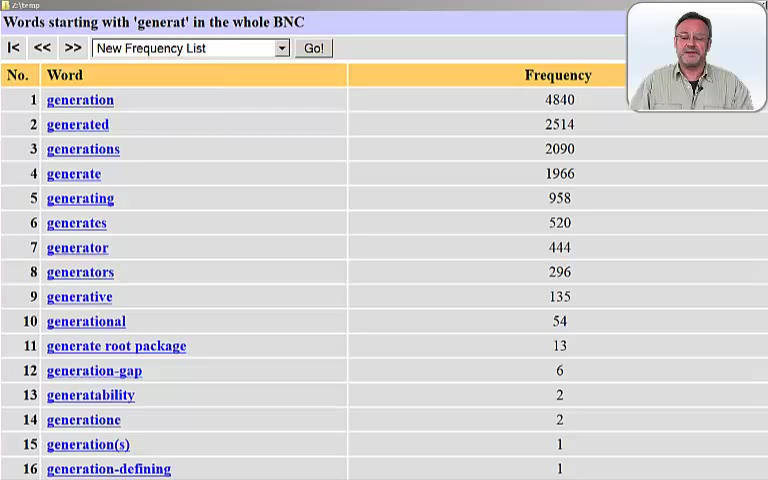 Z:\temp
Words starting with 'generat' in the whole BNC
|< << >> New Frequency List Go!
No. Word Frequency
1 generation 4840
2 generated 2514
3 generations 2090
4 generate 1966
5 generating 958
6 generates 520
7 generator 444
8 generators 296
9 generative 135
10 generational 54
11 generate root package 13
12 generation-gap 6
13 generatability 2
14 generatione 2
15 generation(s) 1
16 generation-defining 1